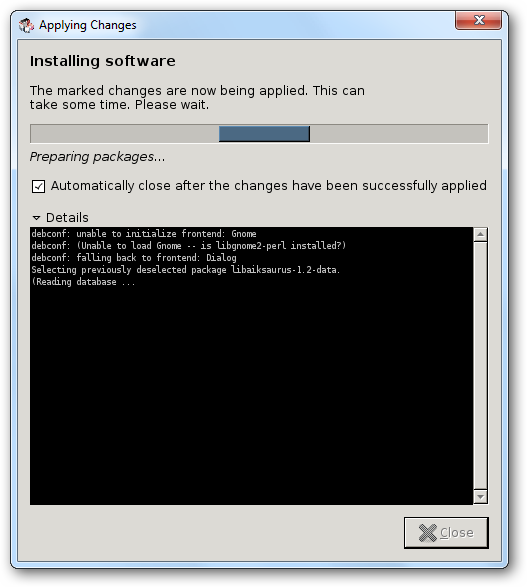 Applying Changes
Installing software
The marked changes are now being applied. This can
take some time. Please wait.
Preparing packages...
Automatically close after the changes have been successfully applied
Details
debconf: unable to initialize frontend: Gnome
debconf: (Unable to load Gnome -- is libgnome2-perl installed?)
debconf: falling back to frontend: Dialog
Selecting previously deselected package libaiksaurus-1.2-data.
(Reading database ...
Close